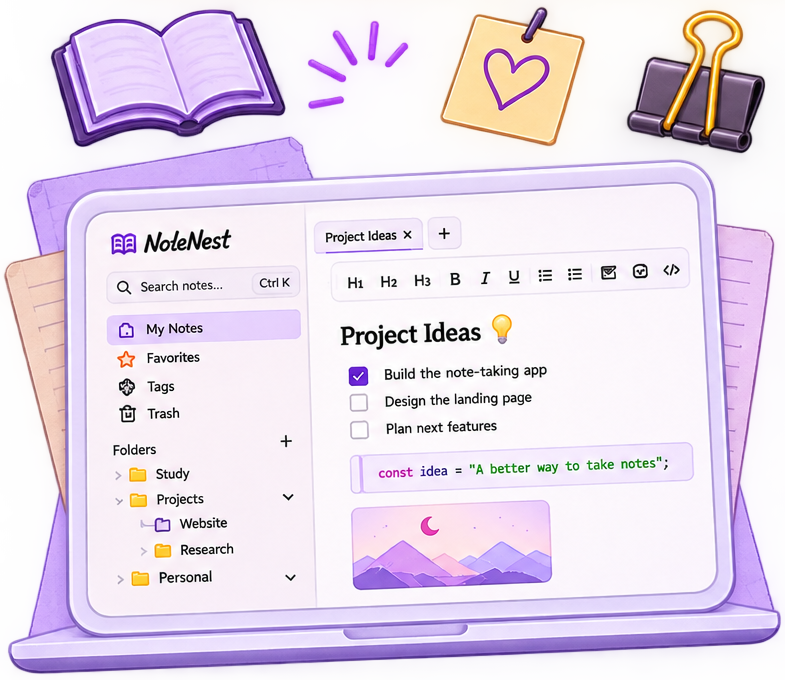 NoteNest
Search notes... Ctrl K
My Notes
Favorites
Tags
Trash
Folders +
Study
Projects
Website
Research
Personal
Project Ideas × +
H1 H2 H3 B I U </>
Project Ideas 💡
Build the note-taking app
Design the landing page
Plan next features
const idea = "A better way to take notes";